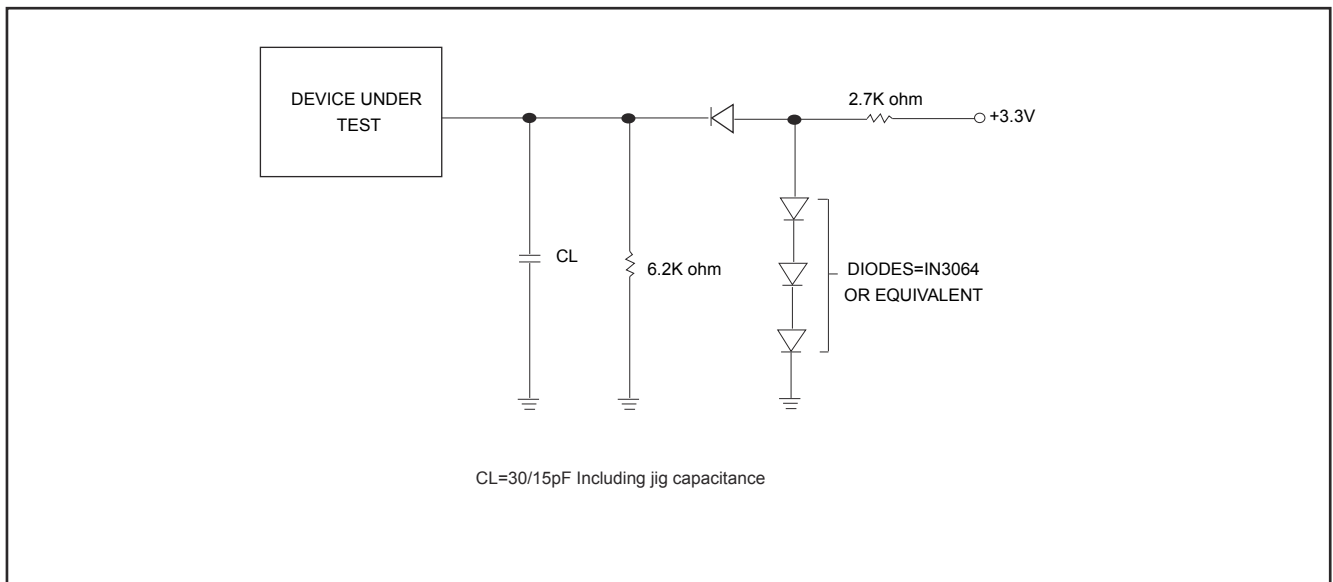 DEVICE UNDER
TEST
2.7K ohm
+3.3V
CL
6.2K ohm
DIODES=IN3064
OR EQUIVALENT
CL=30/15pF Including jig capacitance